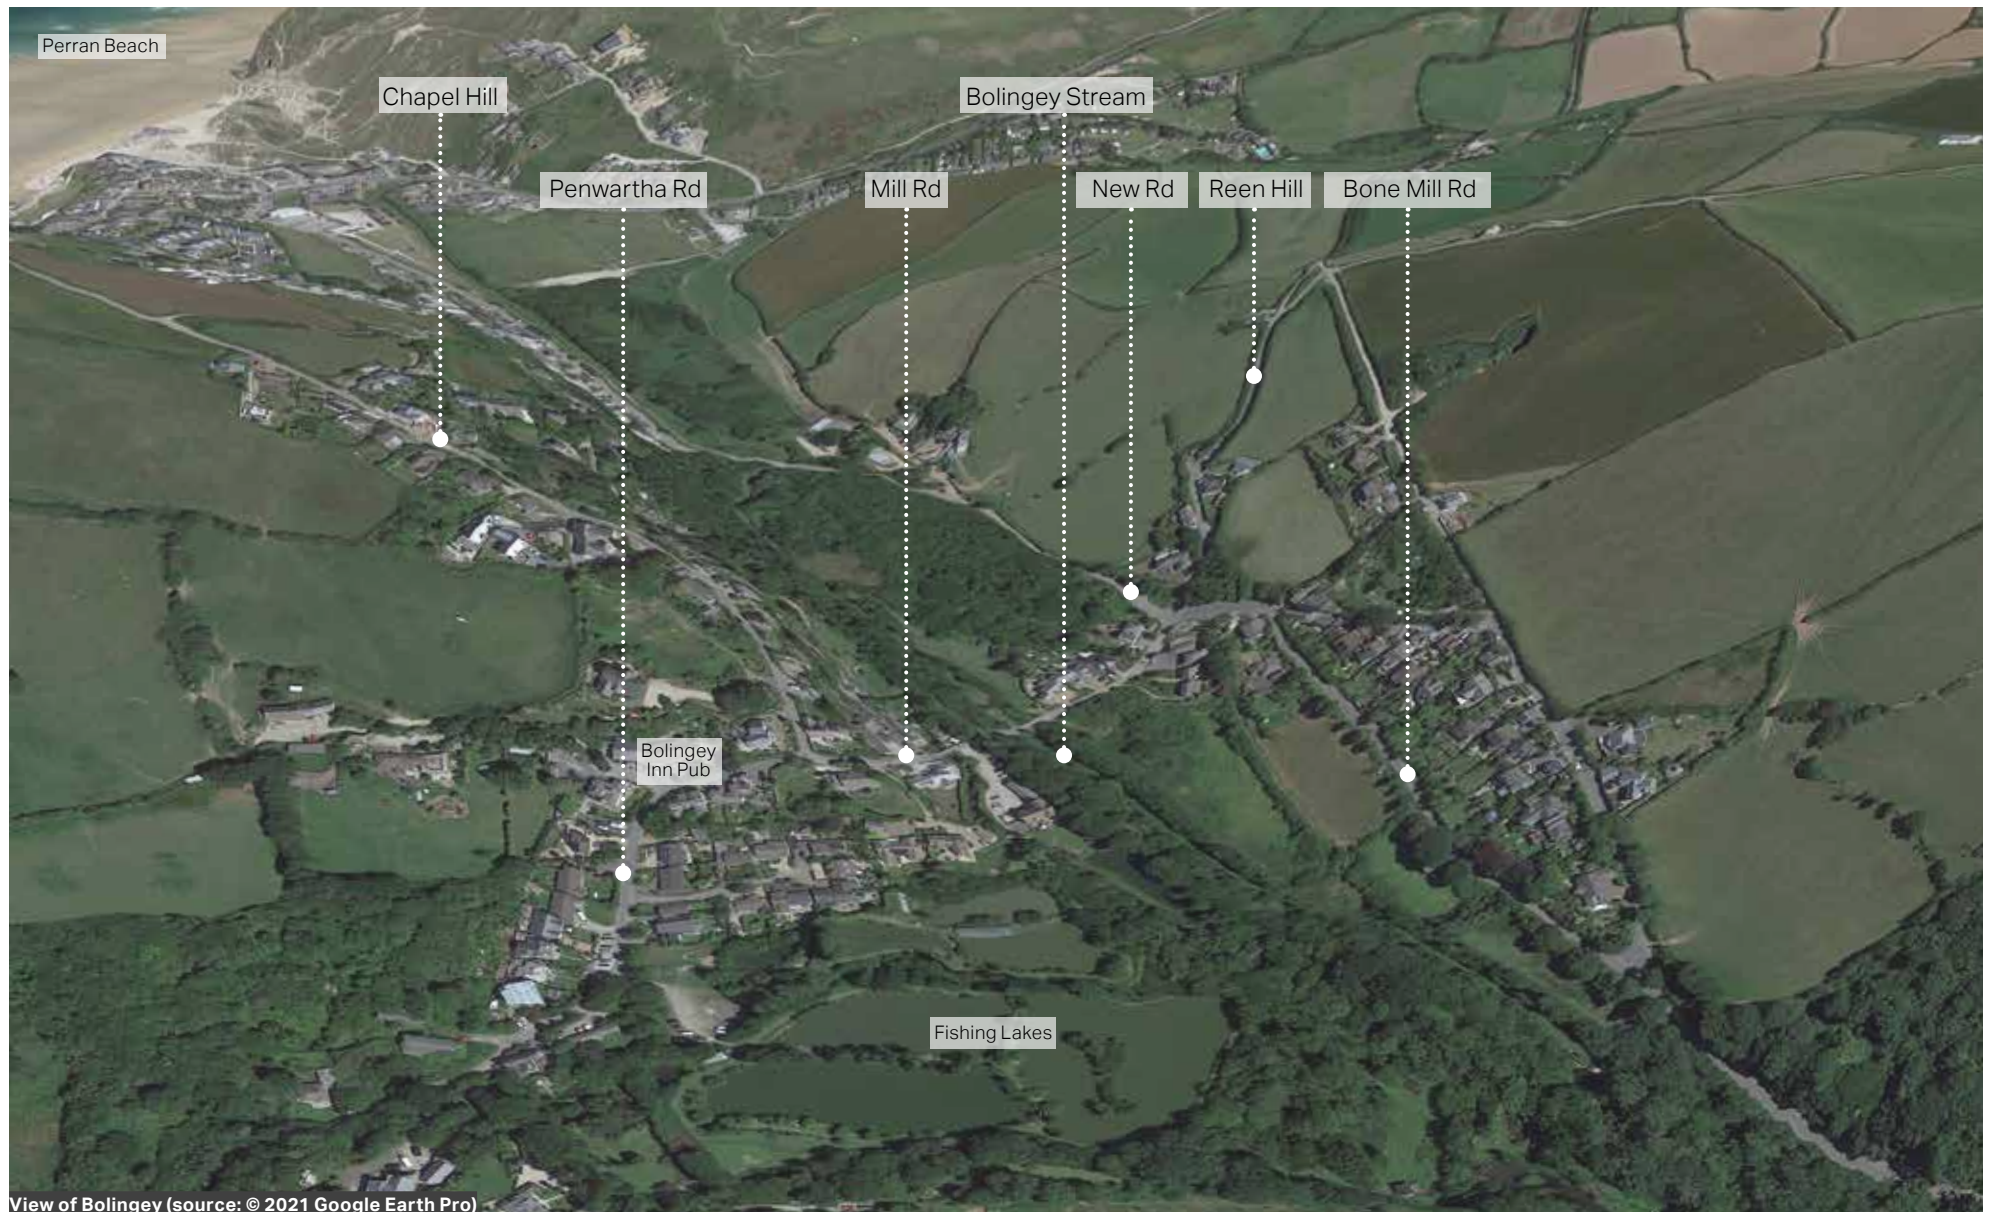 Perran Beach
Chapel Hill
Bolingey Stream
Penwartha Rd
Mill Rd
New Rd
Reen Hill
Bone Mill Rd
Bolingey
Inn Pub
Fishing Lakes
View of Bolingey (source: © 2021 Google Earth Pro)